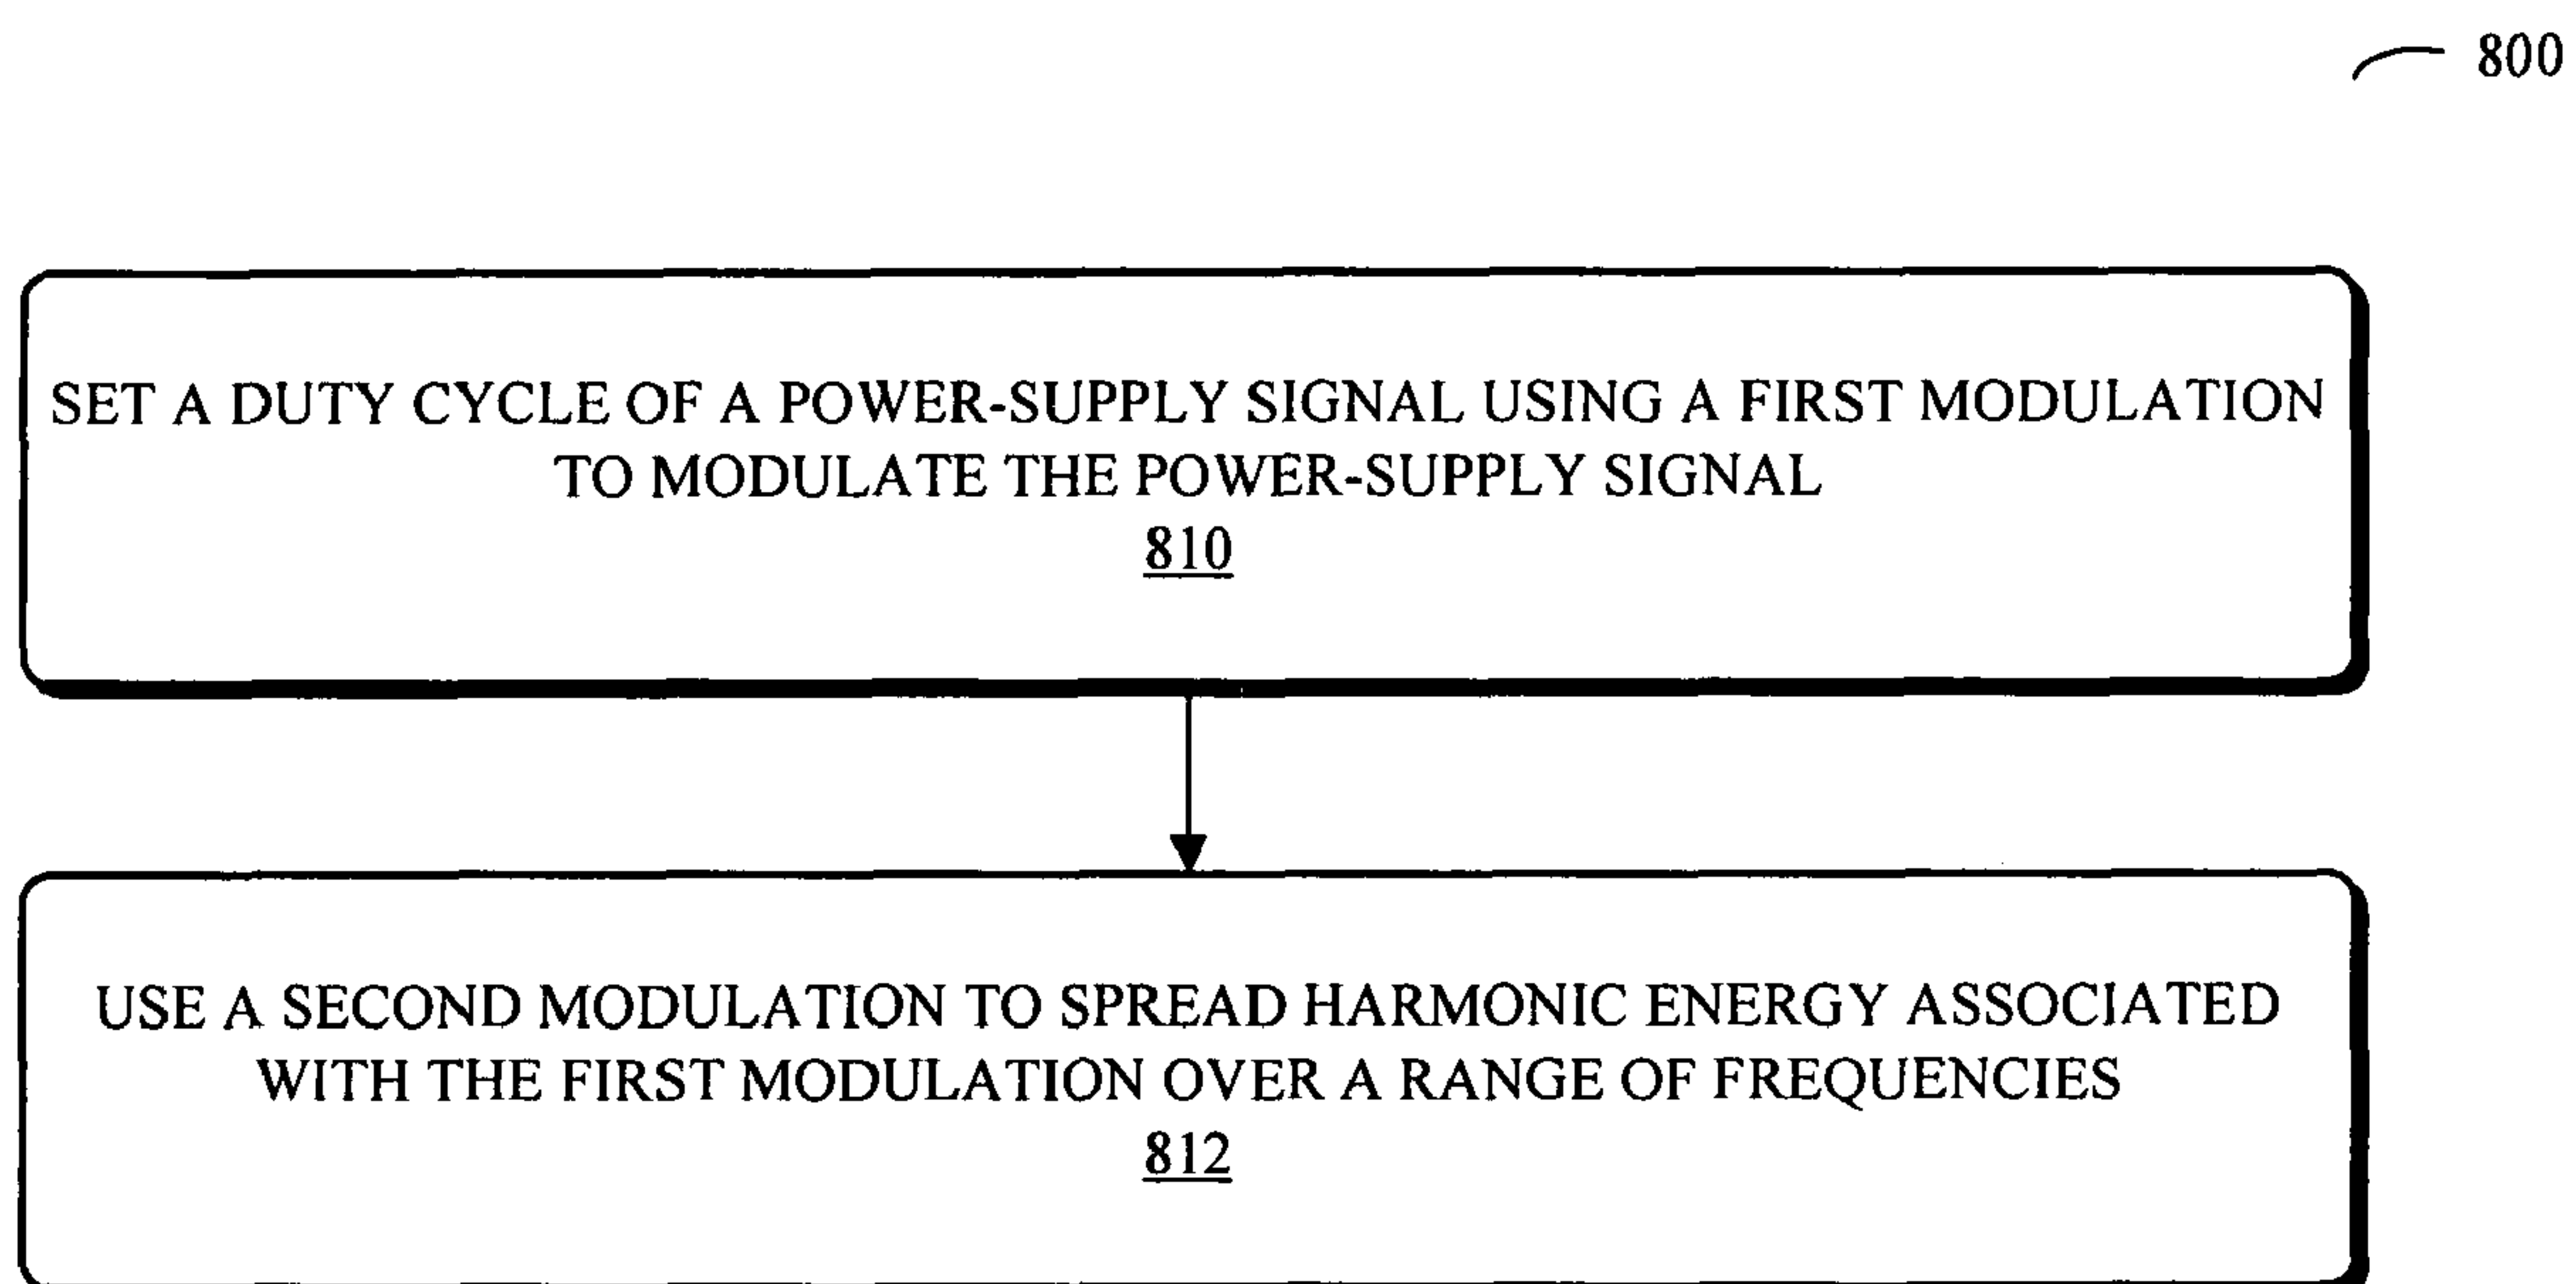 800
SET A DUTY CYCLE OF A POWER-SUPPLY SIGNAL USING A FIRST MODULATION
TO MODULATE THE POWER-SUPPLY SIGNAL
810
USE A SECOND MODULATION TO SPREAD HARMONIC ENERGY ASSOCIATED
WITH THE FIRST MODULATION OVER A RANGE OF FREQUENCIES
812